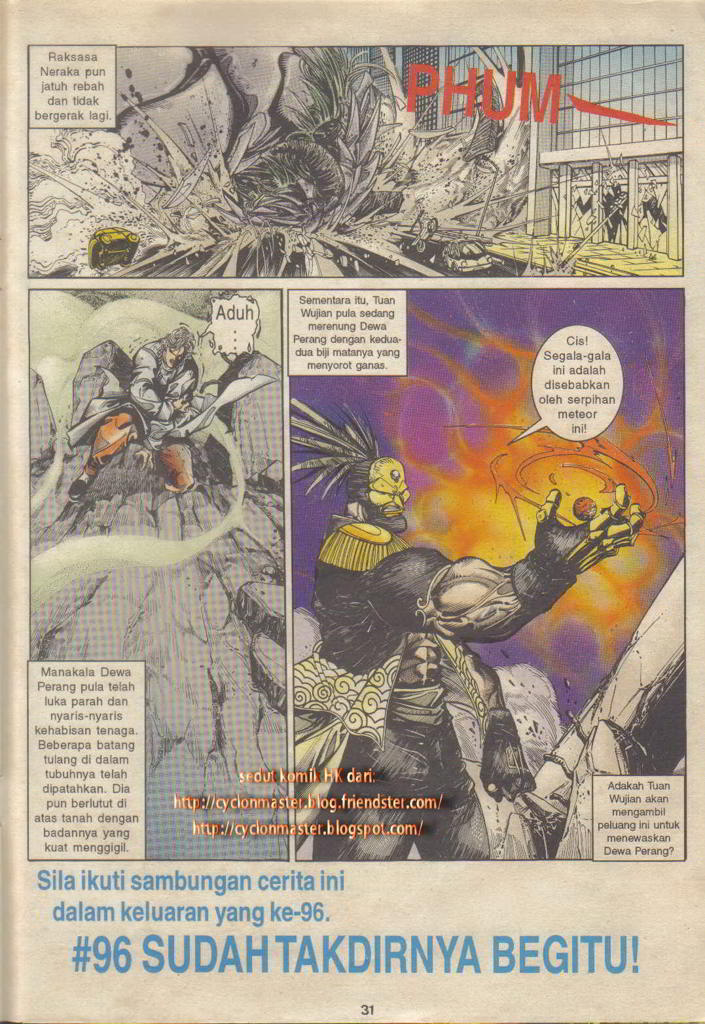 Raksasa
Neraka pun
jatuh rebah
dan tidak
bergerak lagi.
PHUM
Aduh
...
Sementara itu, Tuan
Wujian pula sedang
merenung Dewa
Perang dengan kedua-
dua biji matanya yang
menyorot ganas.
Cis!
Segala-gala
ini adalah
disebabkan
oleh serpihan
meteor
ini!
Manakala Dewa
Perang pula telah
luka parah dan
nyaris-nyaris
kehabisan tenaga.
Beberapa batang
tulang di dalam
tubuhnya telah
dipatahkan. Dia
pun berlutut di
atas tanah dengan
badannya yang
kuat menggigil.
sedut komik HK dari:
http://cyclonmaster.blog.friendster.com/
http://cyclonmaster.blogspot.com/
Adakah Tuan
Wujian akan
mengambil
peluang ini untuk
menewaskan
Dewa Perang?
Sila ikuti sambungan cerita ini
dalam keluaran yang ke-96.
#96 SUDAH TAKDIRNYA BEGITU!
31